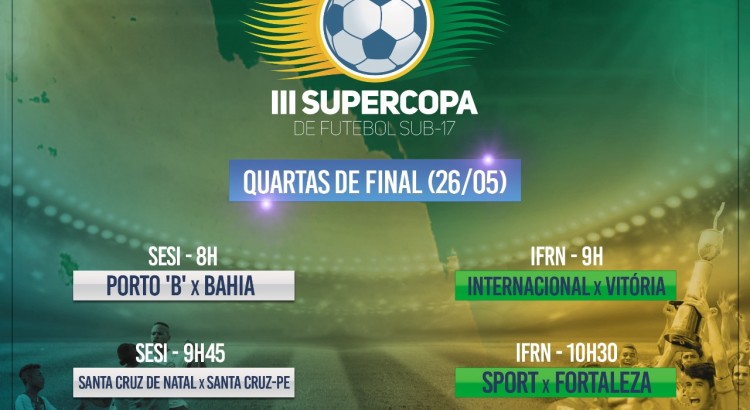 III SUPERCOPA
DE FUTEBOL SUB-17
QUARTAS DE FINAL (26/05)
SESI - 8H
PORTO 'B' x BAHIA
IFRN - 9H
INTERNACIONAL x VITÓRIA
SESI - 9H45
SANTA CRUZ DE NATAL x SANTA CRUZ-PE
IFRN - 10H30
SPORT x FORTALEZA